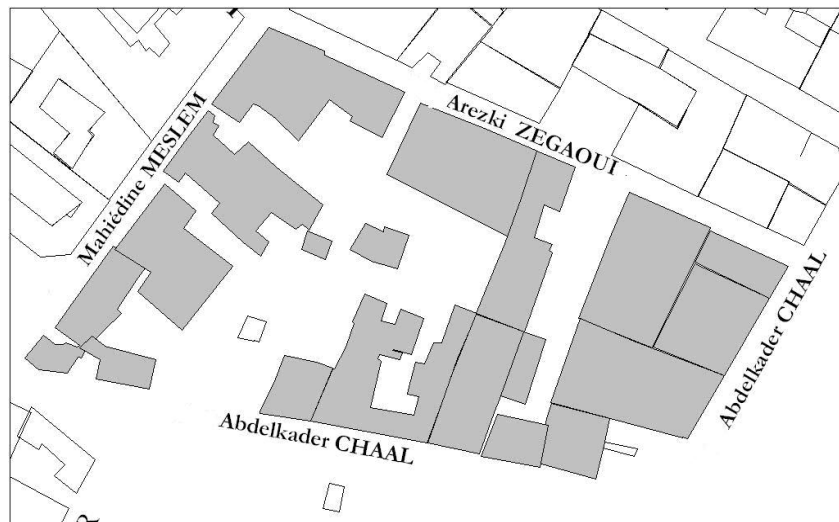 Mahiédine MESLEM
Arezki ZEGAOUI
Abdelkader CHAAL
Abdelkader CHAAL
R